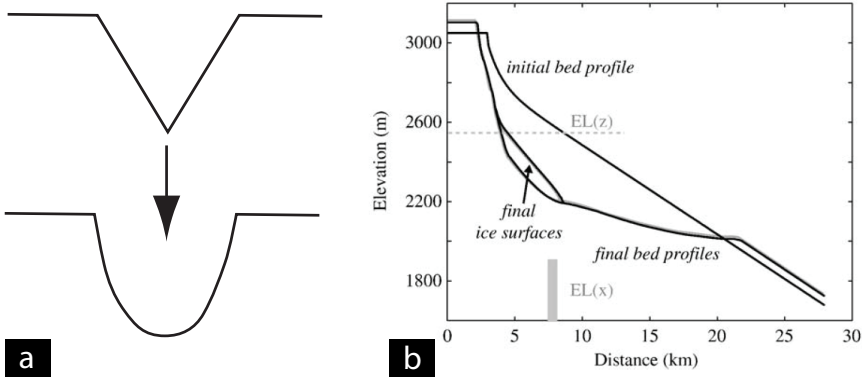 a
b
3000
2600
2200
1800
Elevation (m)
initial bed profile
EL(z)
final
ice surfaces
final bed profiles
EL(x)
0
5
10
15
20
25
30
Distance (km)